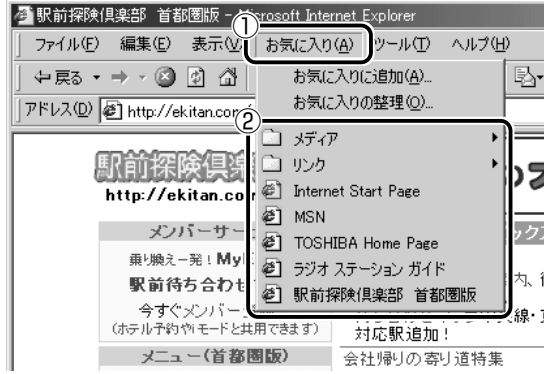 駅前探険倶楽部 首都圏版 - Microsoft Internet Explorer
①
ファイル(F) 編集(E) 表示(V) お気に入り(A) ツール(T) ヘルプ(H)
戻る
お気に入りに追加(A)...
お気に入りの整理(O)...
アドレス(D) http://ekitan.com/
②
メディア
リンク
Internet Start Page
MSN
TOSHIBA Home Page
ラジオ ステーション ガイド
駅前探険倶楽部 首都圏版
駅前探険倶楽
http://ekitan.co
メンバーサー
乗り換え一発！My
駅前待ち合わせ
今すぐメンバー
(ホテル予約やiモードと共用できます)
メニュー(首都圏版)
対応駅追加！
会社帰りの寄り道特集